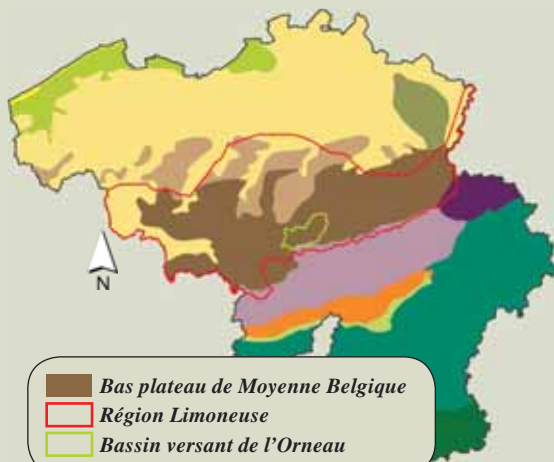 N
Bas plateau de Moyenne Belgique
Région Limoneuse
Bassin versant de l'Orneau